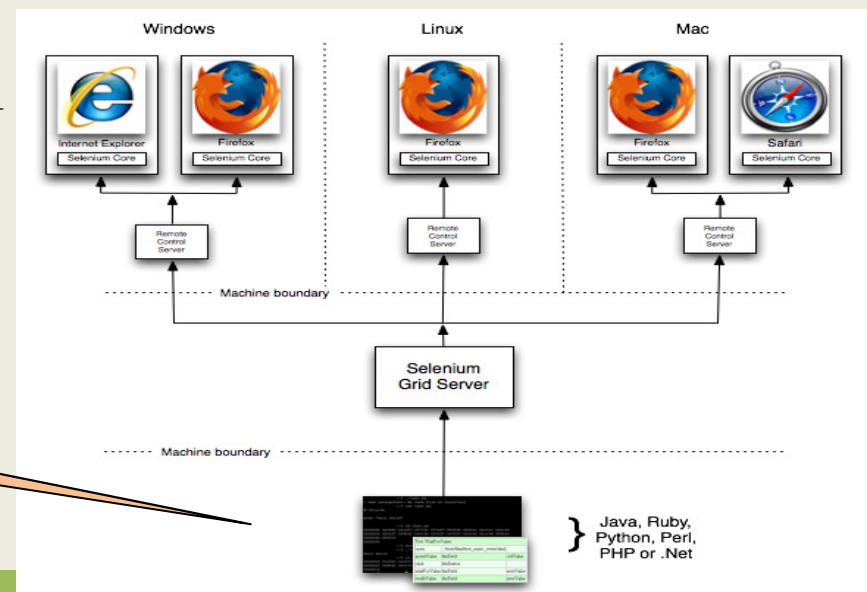 Windows
Linux
Mac
Internet Explorer
Firefox
Firefox
Firefox
Safari
Selenium Core
Selenium Core
Selenium Core
Selenium Core
Selenium Core
Remote
Control
Server
Remote
Control
Server
Remote
Control
Server
Machine boundary
Selenium
Grid Server
Machine boundary
Java, Ruby,
Python, Perl,
PHP or .Net